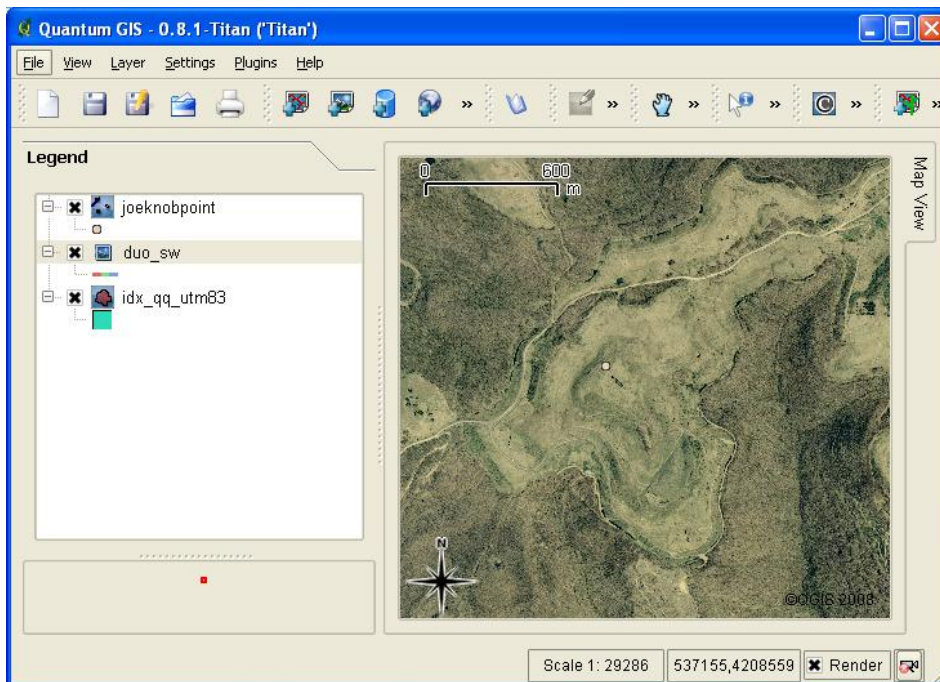 Quantum GIS - 0.8.1-Titan ('Titan')
File View Layer Settings Plugins Help
Legend
joeknobpoint
duo_sw
idx_qq_utm83
0 600
m
Map View
N
©QGIS 2008
Scale 1: 29286 537155,4208559 Render